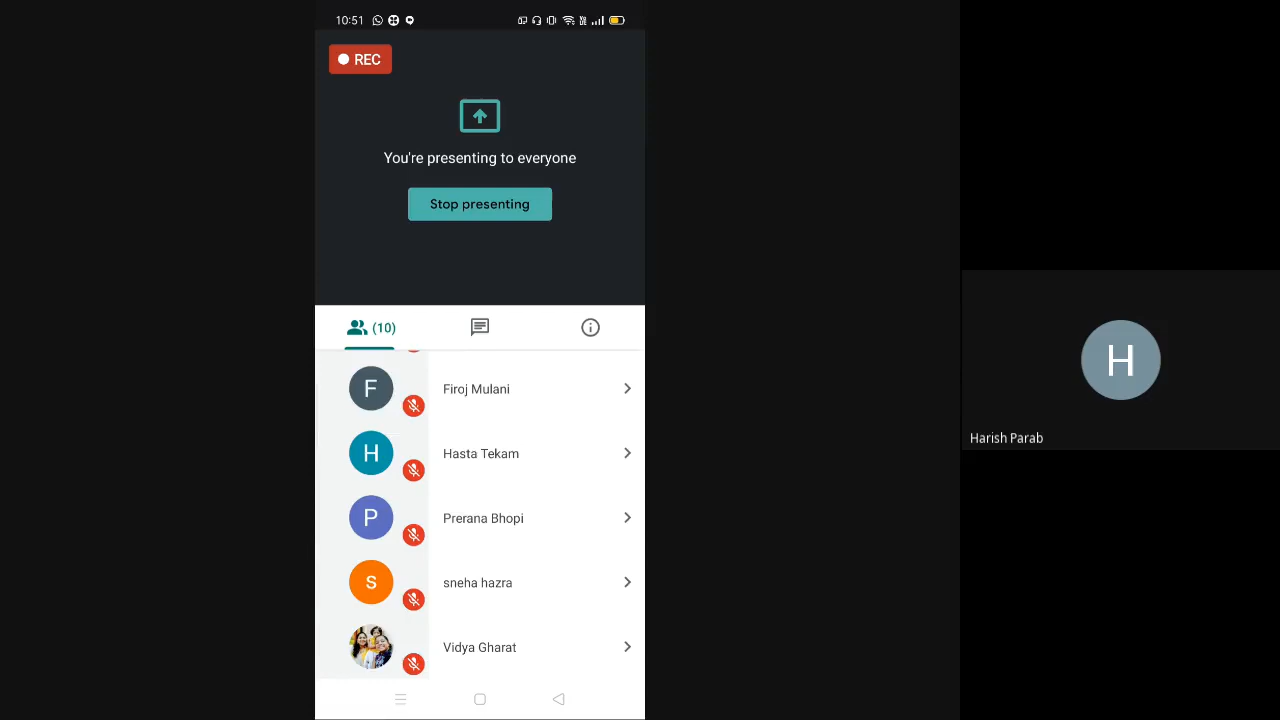 10:51
REC
You're presenting to everyone
Stop presenting
(10)
F
Firoj Mulani
H
Hasta Tekam
P
Prerana Bhopi
s
sneha hazra
Vidya Gharat
H
Harish Parab